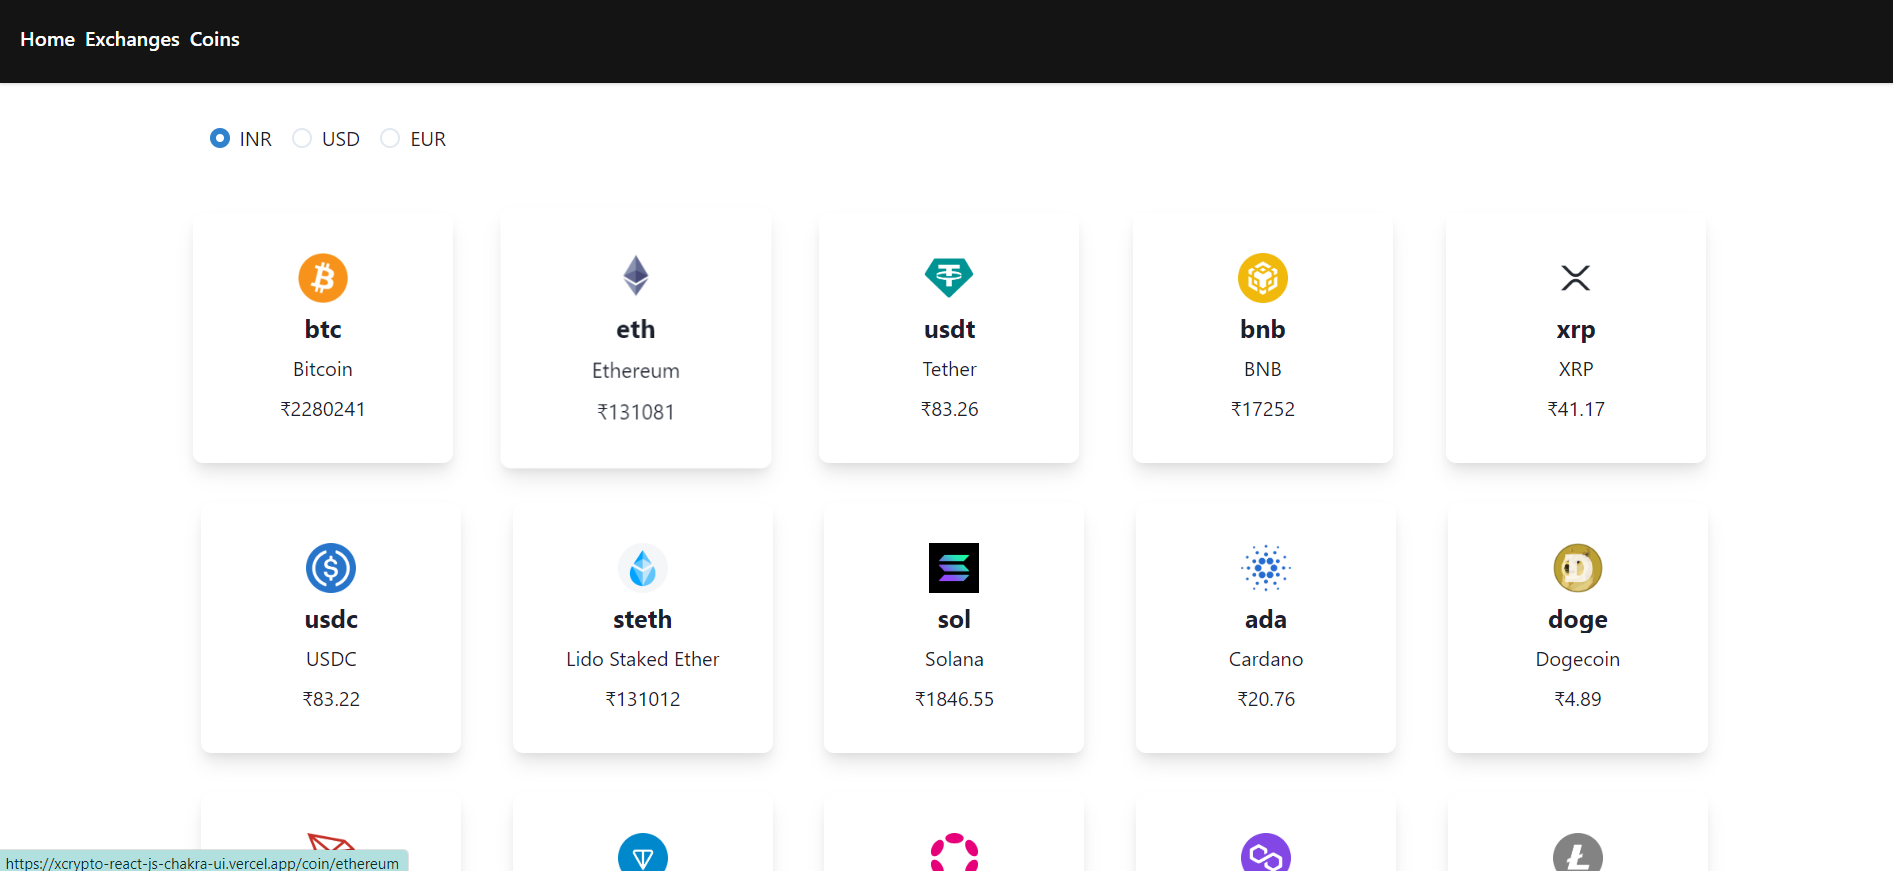 Home Exchanges Coins
INR USD EUR
btc eth usdt bnb xrp
Bitcoin Ethereum Tether BNB XRP
₹2280241 ₹131081 ₹83.26 ₹17252 ₹41.17
usdc steth sol ada doge
USDC Lido Staked Ether Solana Cardano Dogecoin
₹83.22 ₹131012 ₹1846.55 ₹20.76 ₹4.89
https://xcrypto-react-js-chakra-ui.vercel.app/coin/ethereum